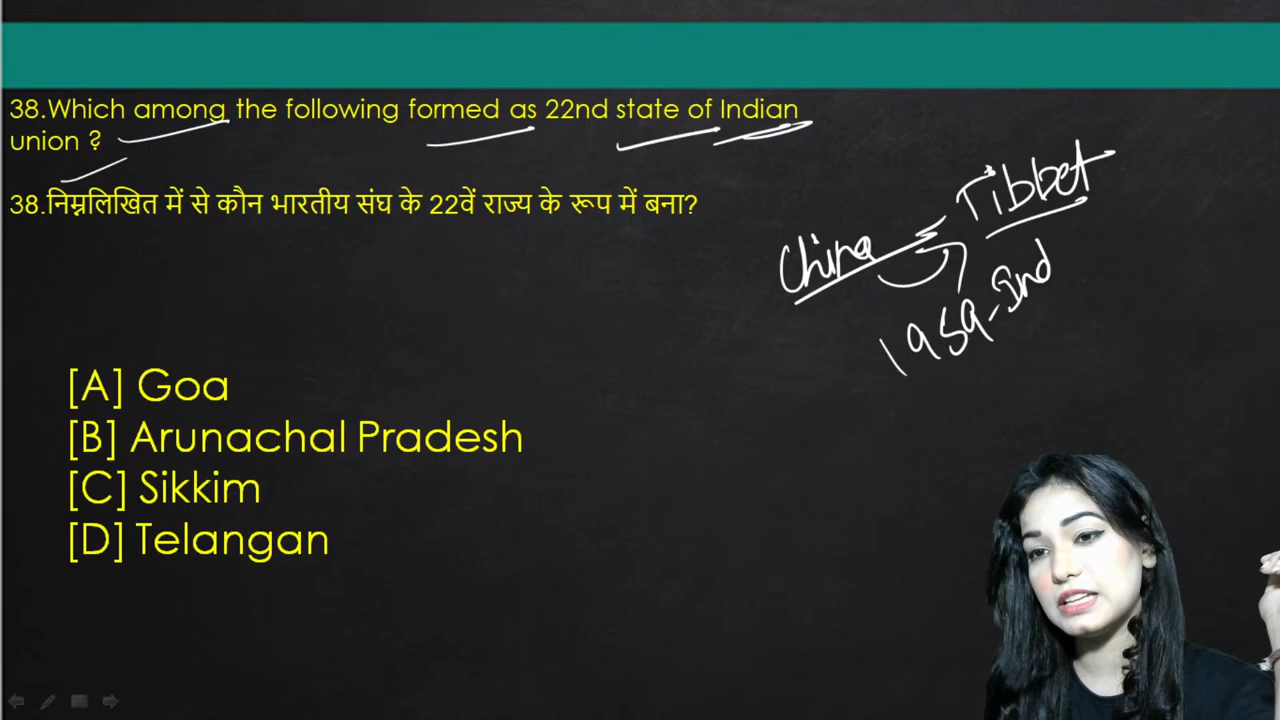 38.Which among the following formed as 22nd state of Indian
union ?
38.निम्नलिखित में से कौन भारतीय संघ के 22वें राज्य के रूप में बना?
China Tibbet
1959-Ind
[A] Goa
[B] Arunachal Pradesh
[C] Sikkim
[D] Telangan